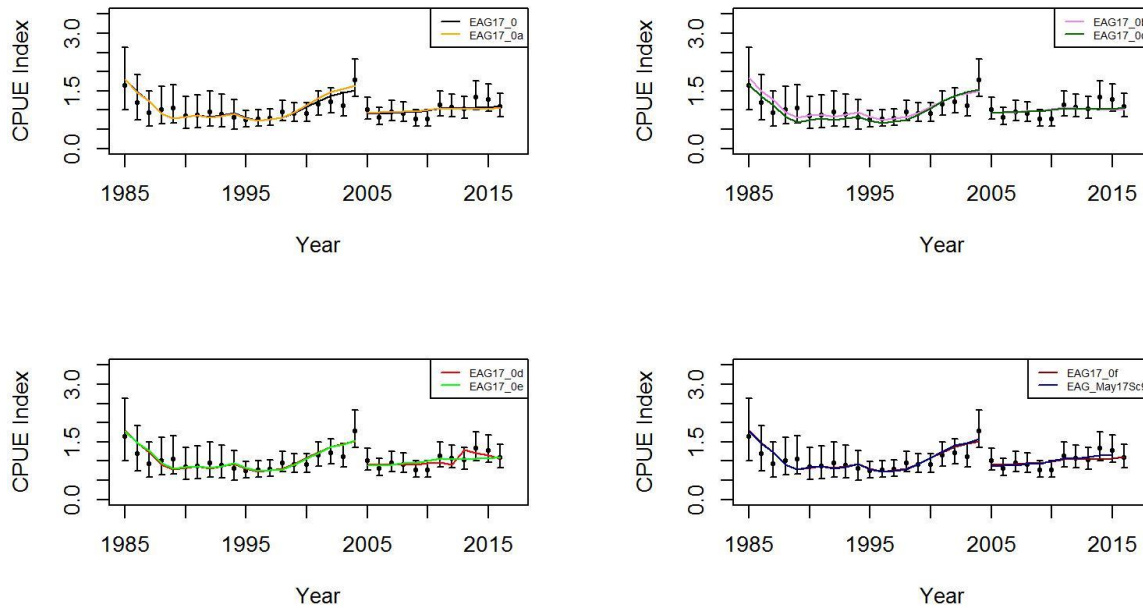 EAG17_0
EAG17_0a
CPUE Index
0.0 1.5 3.0
1985 1995 2005 2015
Year
EAG17_0
CPUE Index
0.0 1.5 3.0
1985 1995 2005 2015
Year
EAG17_0d
EAG17_0e
CPUE Index
0.0 1.5 3.0
1985 1995 2005 2015
Year
EAG17_0f
EAG_May17Sc9
CPUE Index
0.0 1.5 3.0
1985 1995 2005 2015
Year